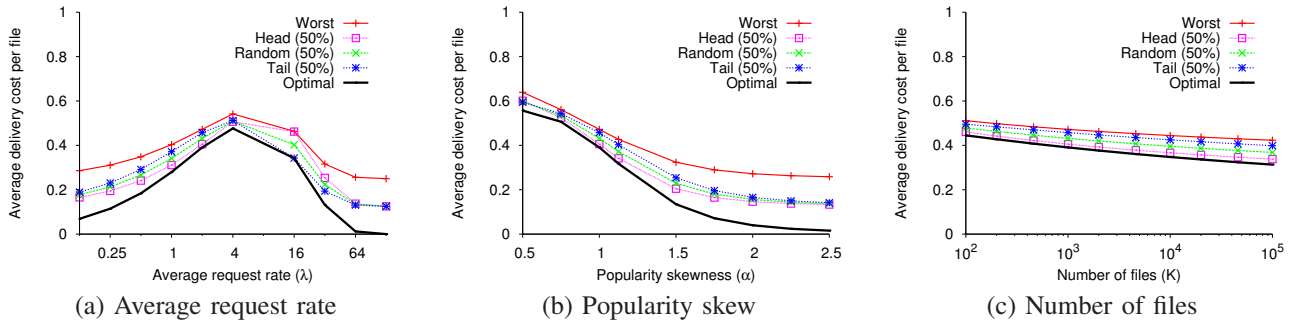 Average delivery cost per file
1
0.8
0.6
0.4
0.2
0
Worst
Head (50%)
Random (50%)
Tail (50%)
Optimal
0.25
1
4
16
64
Average request rate (λ)
(a) Average request rate
Average delivery cost per file
1
0.8
0.6
0.4
0.2
0
Worst
Head (50%)
Random (50%)
Tail (50%)
Optimal
0.5
1
1.5
2
2.5
Popularity skewness (α)
(b) Popularity skew
Average delivery cost per file
1
0.8
0.6
0.4
0.2
0
Worst
Head (50%)
Random (50%)
Tail (50%)
Optimal
10²
10³
10⁴
10⁵
Number of files (K)
(c) Number of files